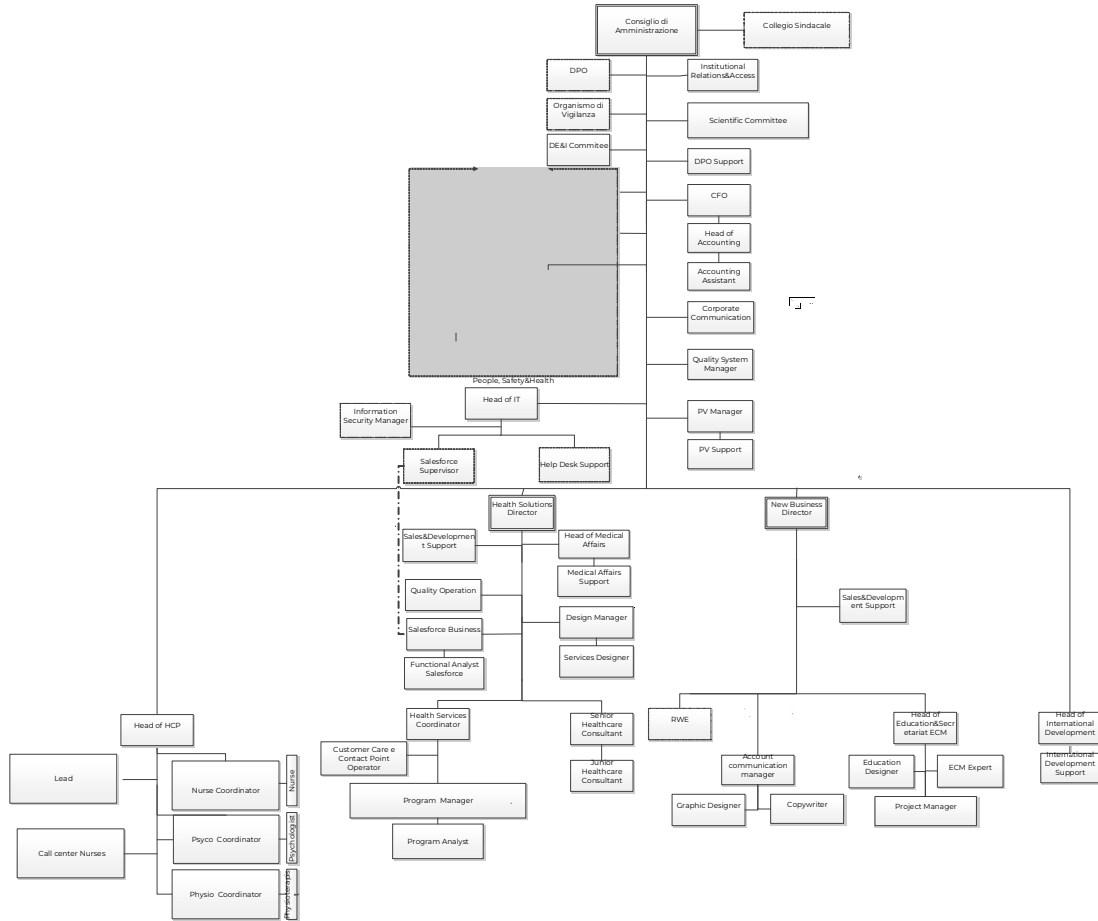 Consiglio di
Amministrazione
Collegio Sindacale
DPO
Institutional
Relations&Access
Organismo di
Vigilanza
Scientific Committee
DE&I Commitee
DPO Support
CFO
Head of
Accounting
Accounting
Assistant
Corporate
Communication
Quality System
Manager
People, Safety&Health
Head of IT
Information
Security Manager
PV Manager
PV Support
Salesforce
Supervisor
Help Desk Support
Health Solutions
Director
New Business
Director
Sales&Developmen
t Support
Head of Medical
Affairs
Medical Affairs
Support
Quality Operation
Sales&Developm
ent Support
Design Manager
Salesforce Business
Services Designer
Functional Analyst
Salesforce
Head of HCP
Health Services
Coordinator
Senior
Healthcare
Consultant
RWE
Head of
Education&Secr
etariat ECM
Head of
International
Development
Customer Care e
Contact Point
Operator
Junior
Healthcare
Consultant
Account
communication
manager
Education
Designer
ECM Expert
International
Development
Support
Lead
Nurse Coordinator
Nurse
Program Manager
Graphic Designer
Copywriter
Project Manager
Call center Nurses
Psyco Coordinator
Psychologist
Program Analyst
Physio Coordinator
Physioterapis